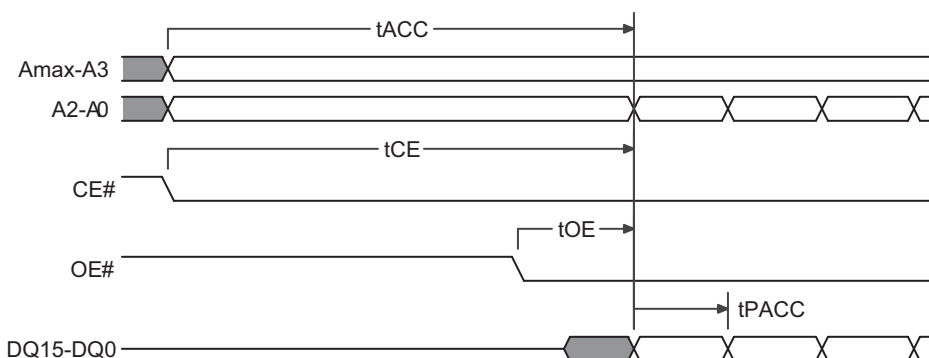 tACC
Amax-A3
A2-A0
tCE
CE#
tOE
OE#
tPACC
DQ15-DQ0